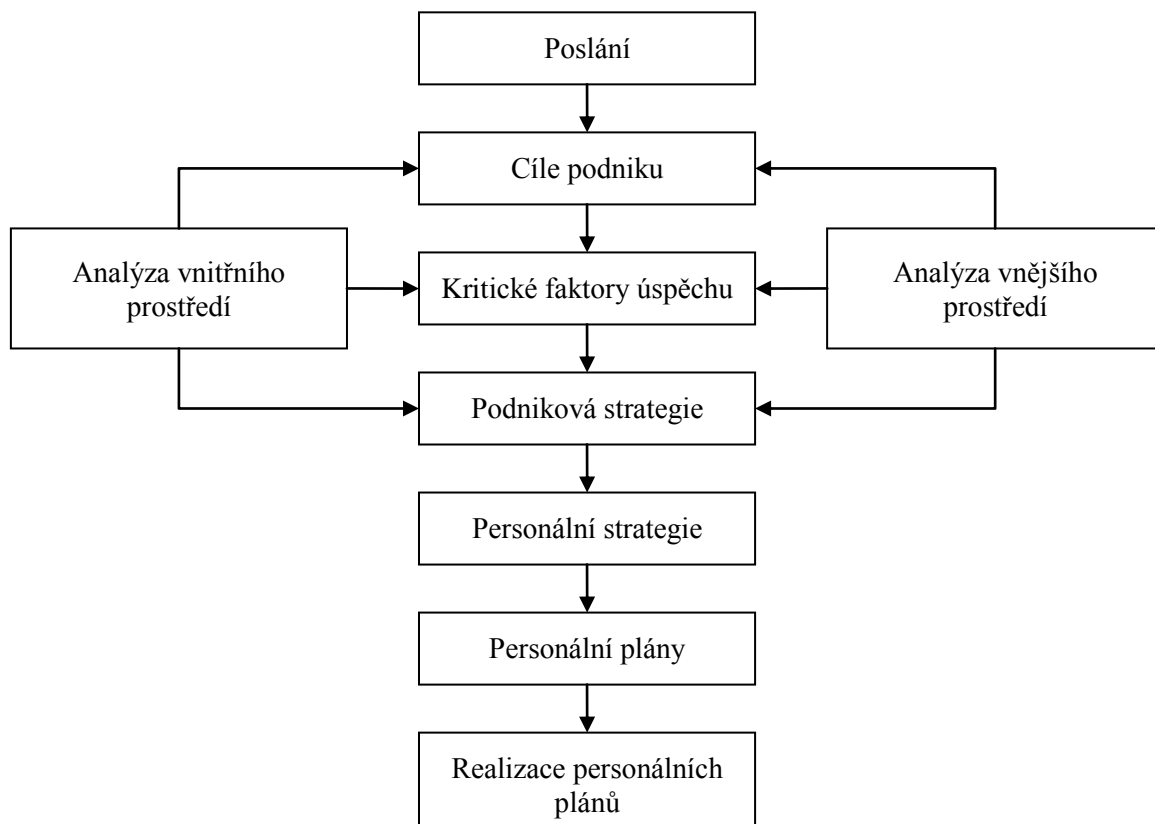 Poslání
Cíle podniku
Analýza vnitřního
prostředí
Kritické faktory úspěchu
Analýza vnějšího
prostředí
Podniková strategie
Personální strategie
Personální plány
Realizace personálních
plánů